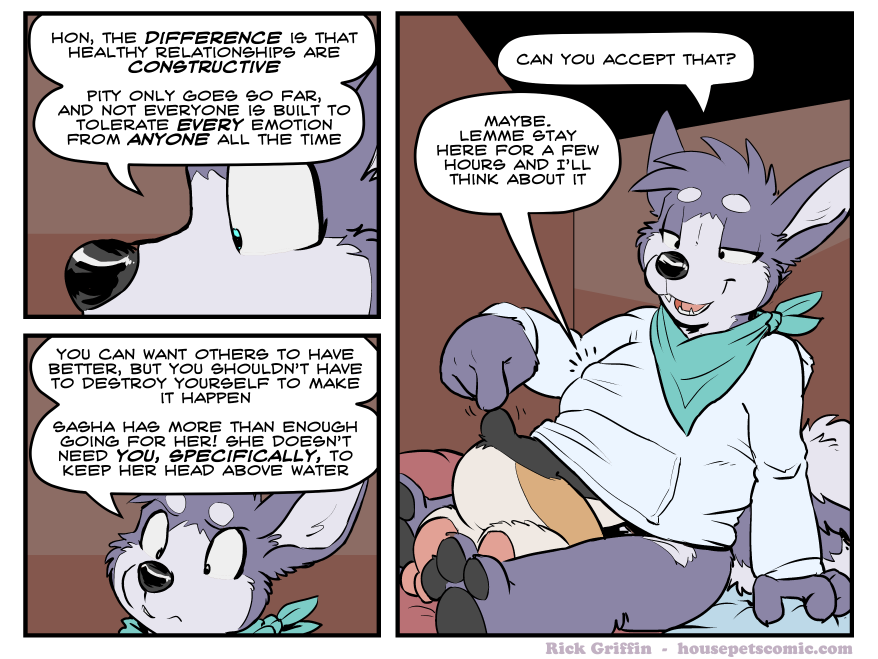 HON, THE DIFFERENCE IS THAT
HEALTHY RELATIONSHIPS ARE
CONSTRUCTIVE
PITY ONLY GOES SO FAR,
AND NOT EVERYONE IS BUILT TO
TOLERATE EVERY EMOTION
FROM ANYONE ALL THE TIME
YOU CAN WANT OTHERS TO HAVE
BETTER, BUT YOU SHOULDN'T HAVE
TO DESTROY YOURSELF TO MAKE
IT HAPPEN
SASHA HAS MORE THAN ENOUGH
GOING FOR HER! SHE DOESN'T
NEED YOU, SPECIFICALLY, TO
KEEP HER HEAD ABOVE WATER
CAN YOU ACCEPT THAT?
MAYBE.
LEMME STAY
HERE FOR A FEW
HOURS AND I'LL
THINK ABOUT IT
Rick Griffin - housepetscomic.com